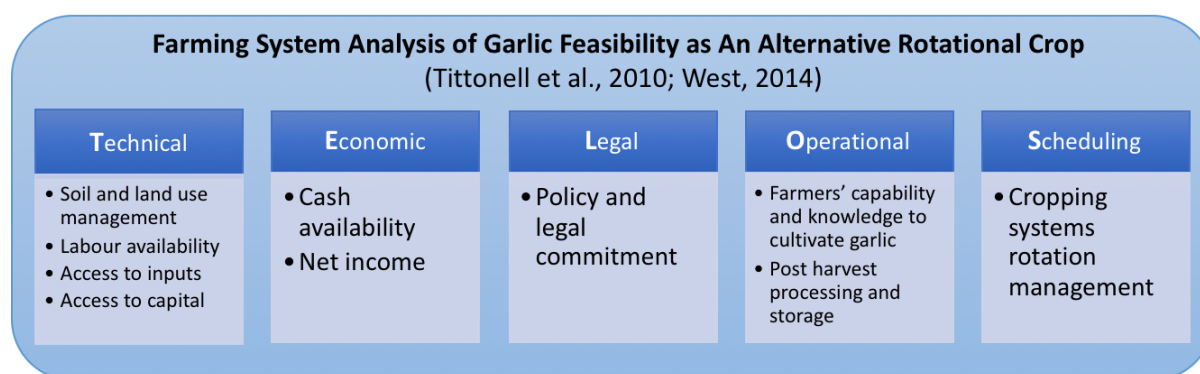 Farming System Analysis of Garlic Feasibility as An Alternative Rotational Crop
(Tittonell et al., 2010; West, 2014)
Technical
• Soil and land use
management
• Labour availability
• Access to inputs
• Access to capital
Economic
• Cash
availability
• Net income
Legal
• Policy and
legal
commitment
Operational
• Farmers’ capability
and knowledge to
cultivate garlic
• Post harvest
processing and
storage
Scheduling
• Cropping
systems
rotation
management